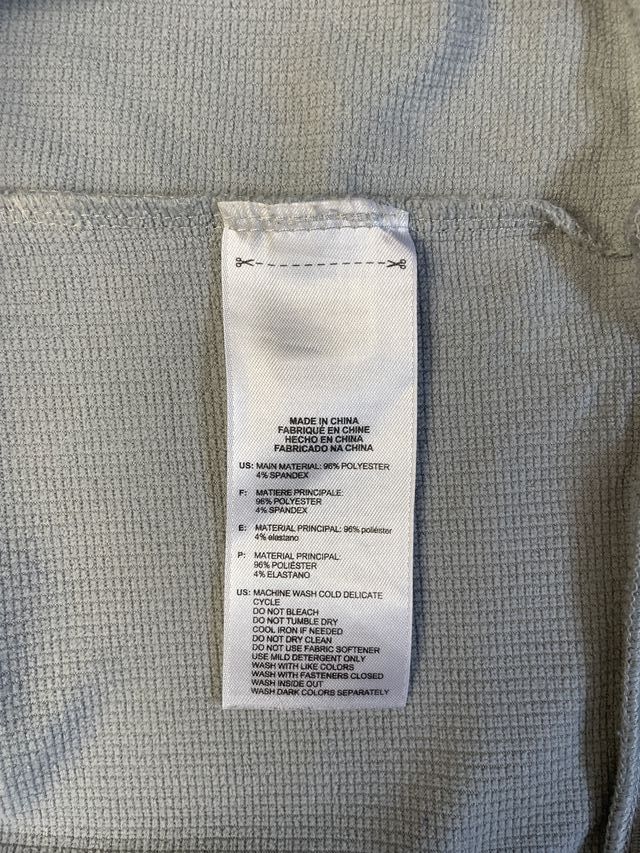 MADE IN CHINA
FABRIQUÉ EN CHINE
HECHO EN CHINA
FABRICADO NA CHINA
US: MAIN MATERIAL: 96% POLYESTER
4% SPANDEX
F: MATIERE PRINCIPALE:
96% POLYESTER
4% SPANDEX
E: MATERIAL PRINCIPAL: 96% poliéster
4% elastano
P: MATERIAL PRINCIPAL:
96% POLIÉSTER
4% ELASTANO
US: MACHINE WASH COLD DELICATE
CYCLE
DO NOT BLEACH
DO NOT TUMBLE DRY
COOL IRON IF NEEDED
DO NOT DRY CLEAN
DO NOT USE FABRIC SOFTENER
USE MILD DETERGENT ONLY
WASH WITH LIKE COLORS
WASH WITH FASTENERS CLOSED
WASH INSIDE OUT
WASH DARK COLORS SEPARATELY